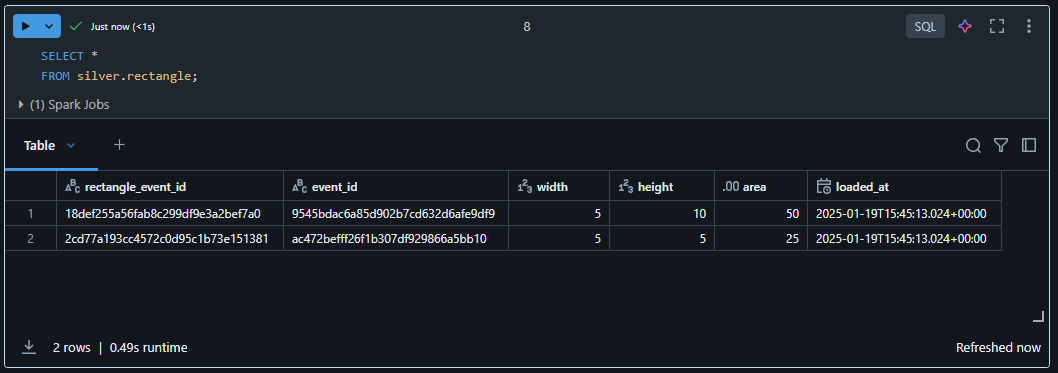 Just now (<1s)
8
SQL
SELECT *
FROM silver.rectangle;
(1) Spark Jobs
Table
rectangle_event_id event_id width height .00 area loaded_at
1 18def255a56fab8c299df9e3a2bef7a0 9545bdac6a85d902b7cd632d6afe9df9 5 10 50 2025-01-19T15:45:13.024+00:00
2 2cd77a193cc4572c0d95c1b73e151381 ac472befff26f1b307df929866a5bb10 5 5 25 2025-01-19T15:45:13.024+00:00
2 rows | 0.49s runtime
Refreshed now